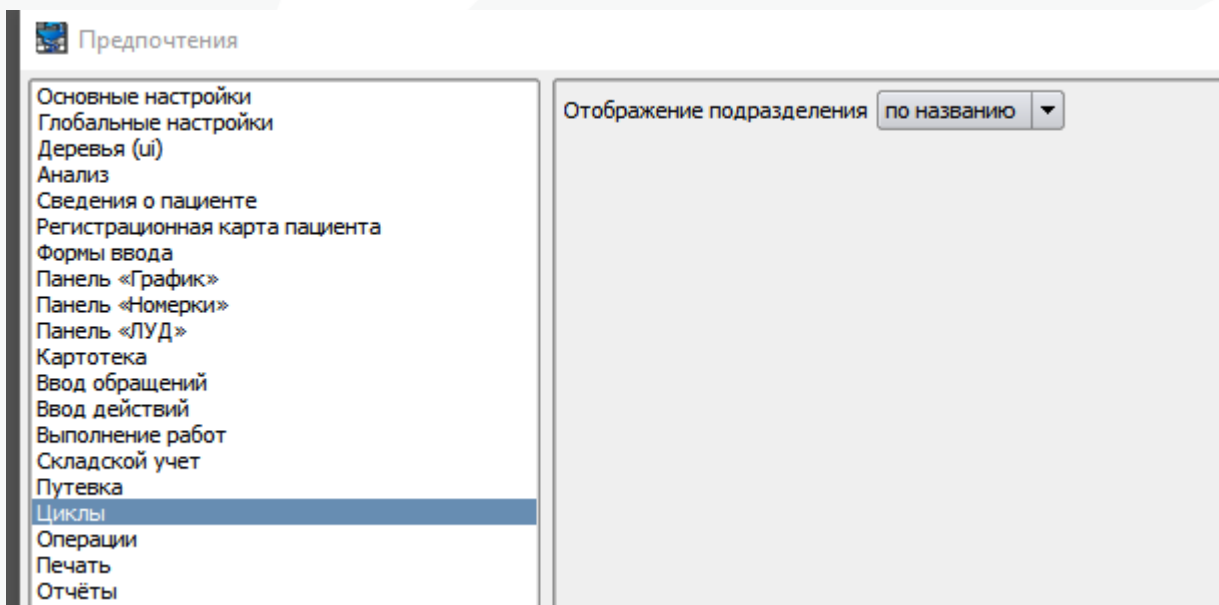 Предпочтения
Основные настройки
Глобальные настройки
Деревья (ui)
Анализ
Сведения о пациенте
Регистрационная карта пациента
Формы ввода
Панель «График»
Панель «Номерки»
Панель «ЛУД»
Картотека
Ввод обращений
Ввод действий
Выполнение работ
Складской учет
Путевка
Циклы
Операции
Печать
Отчёты
Отображение подразделения по названию